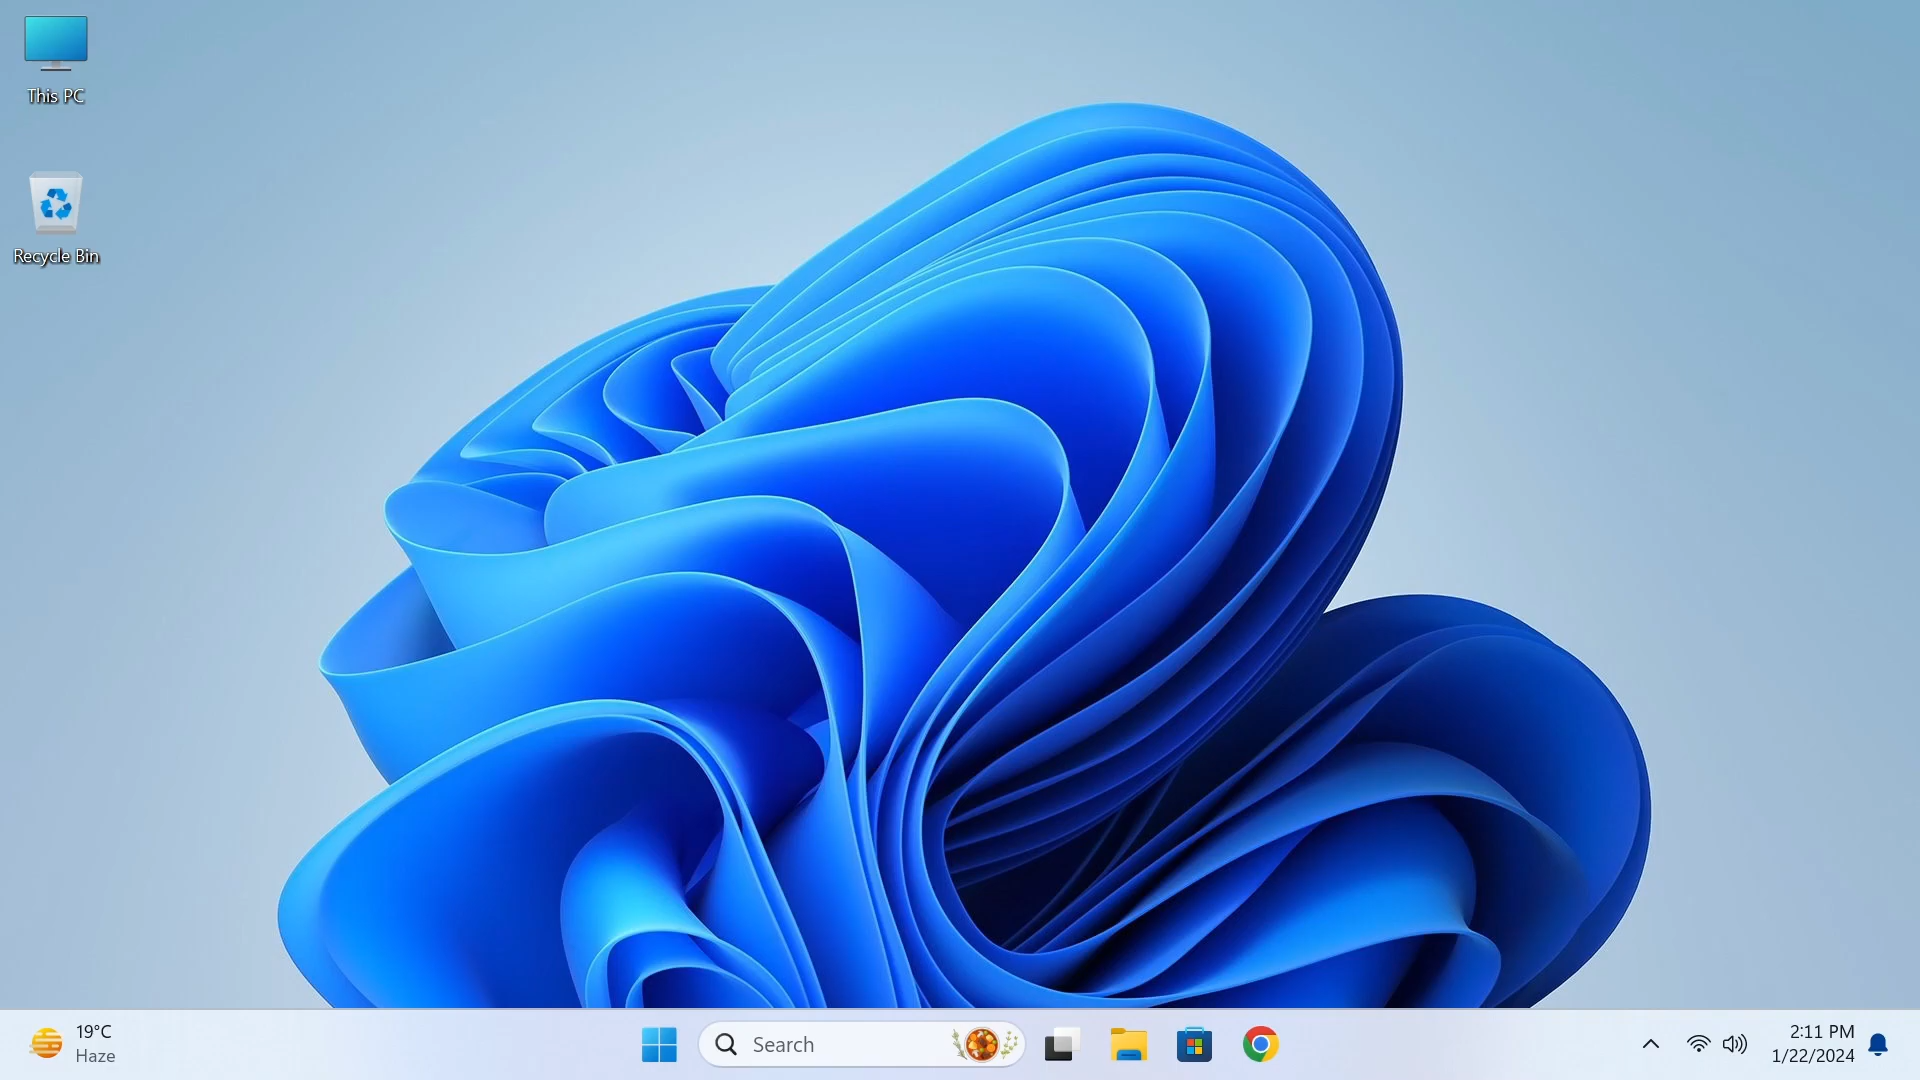 This PC
Recycle Bin
19°C
Haze
Search
2:11 PM
1/22/2024